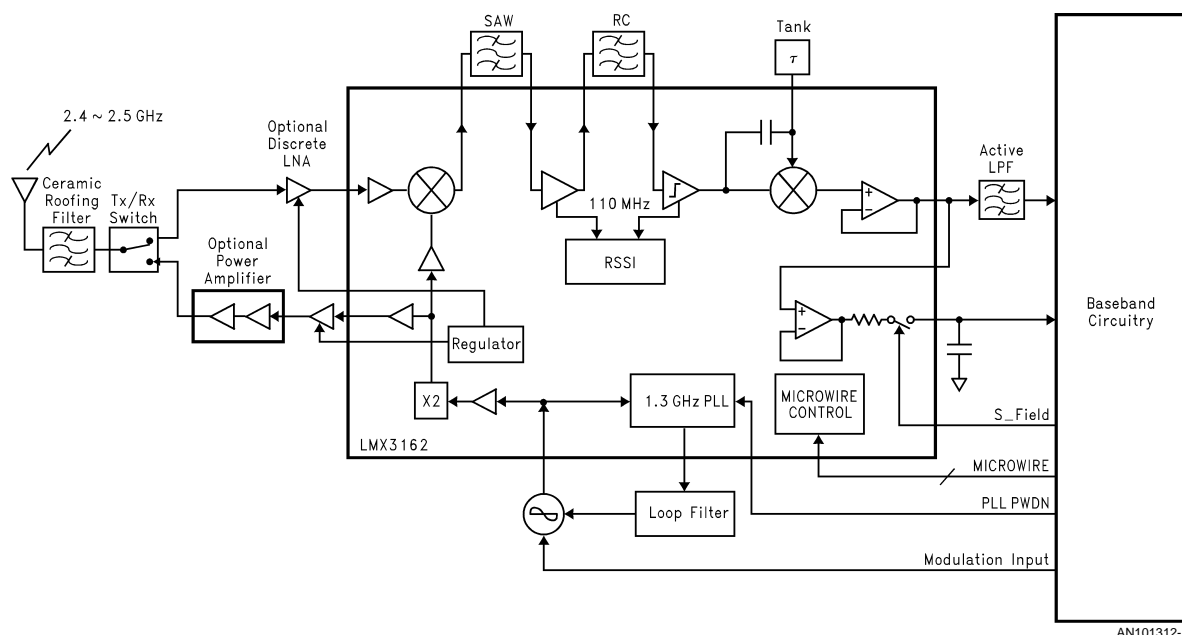 SAW
RC
Tank
τ
2.4 ~ 2.5 GHz
Optional
Discrete
LNA
Ceramic
Roofing
Filter
Tx/Rx
Switch
Optional
Power
Amplifier
110 MHz
RSSI
Active
LPF
Regulator
Baseband
Circuitry
X2
1.3 GHz PLL
MICROWIRE
CONTROL
LMX3162
S_Field
MICROWIRE
Loop Filter
PLL PWDN
Modulation Input